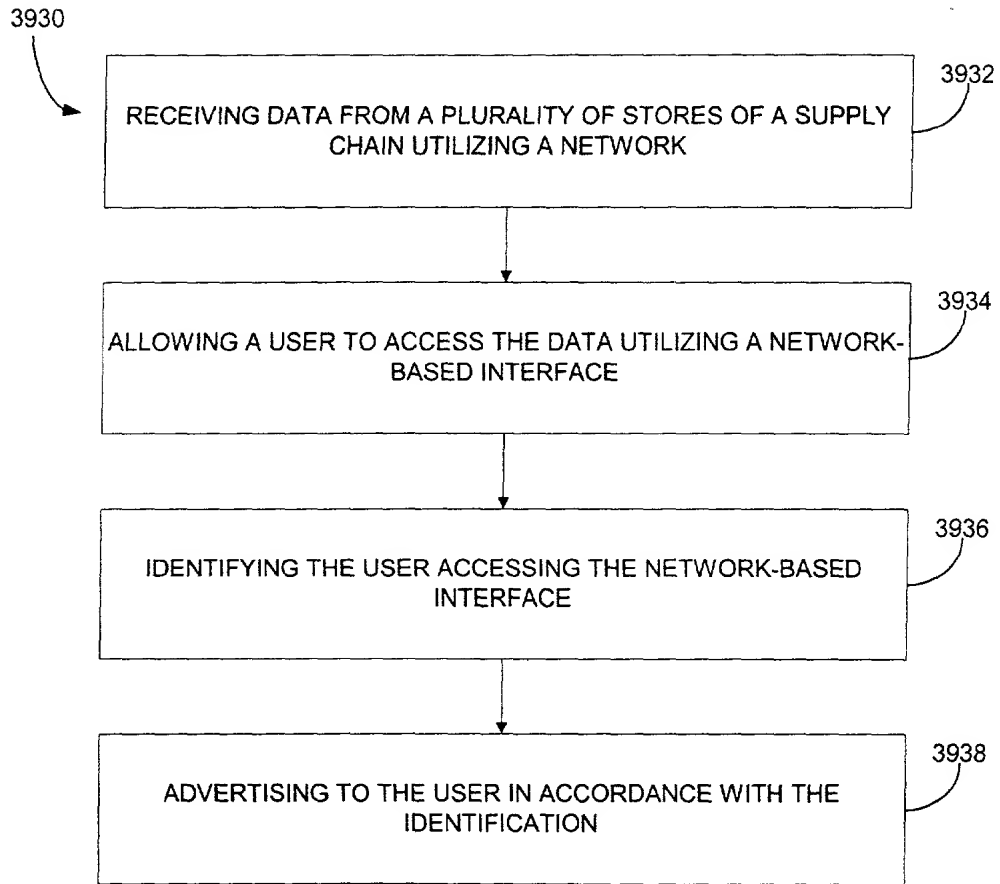 3930
3932
RECEIVING DATA FROM A PLURALITY OF STORES OF A SUPPLY
CHAIN UTILIZING A NETWORK
3934
ALLOWING A USER TO ACCESS THE DATA UTILIZING A NETWORK-
BASED INTERFACE
3936
IDENTIFYING THE USER ACCESSING THE NETWORK-BASED
INTERFACE
3938
ADVERTISING TO THE USER IN ACCORDANCE WITH THE
IDENTIFICATION